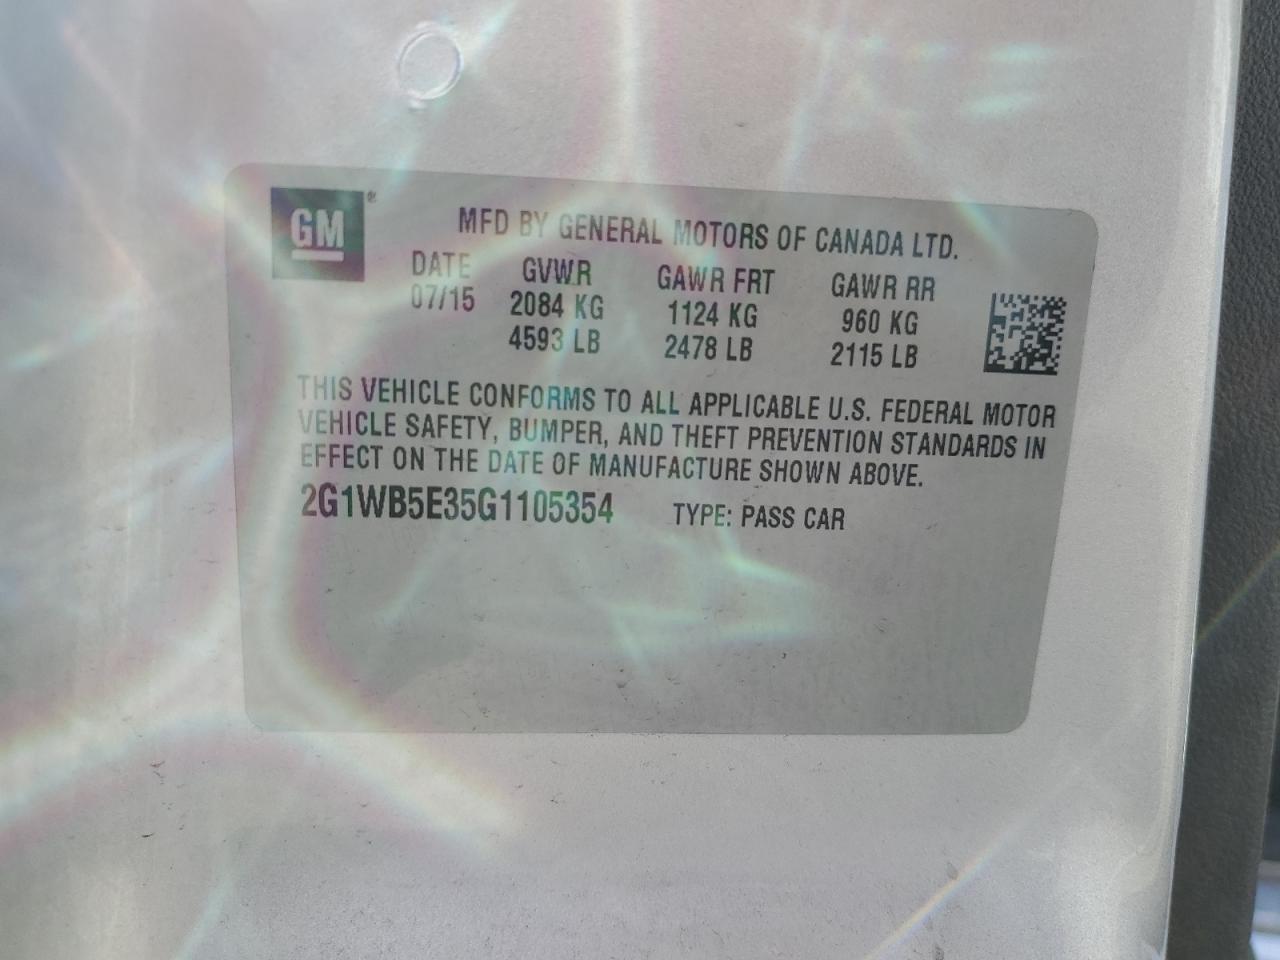 GM®
MFD BY GENERAL MOTORS OF CANADA LTD.
DATE GVWR GAWR FRT GAWR RR
07/15 2084 KG 1124 KG 960 KG
4593 LB 2478 LB 2115 LB
THIS VEHICLE CONFORMS TO ALL APPLICABLE U.S. FEDERAL MOTOR
VEHICLE SAFETY, BUMPER, AND THEFT PREVENTION STANDARDS IN
EFFECT ON THE DATE OF MANUFACTURE SHOWN ABOVE.
2G1WB5E35G1105354 TYPE: PASS CAR